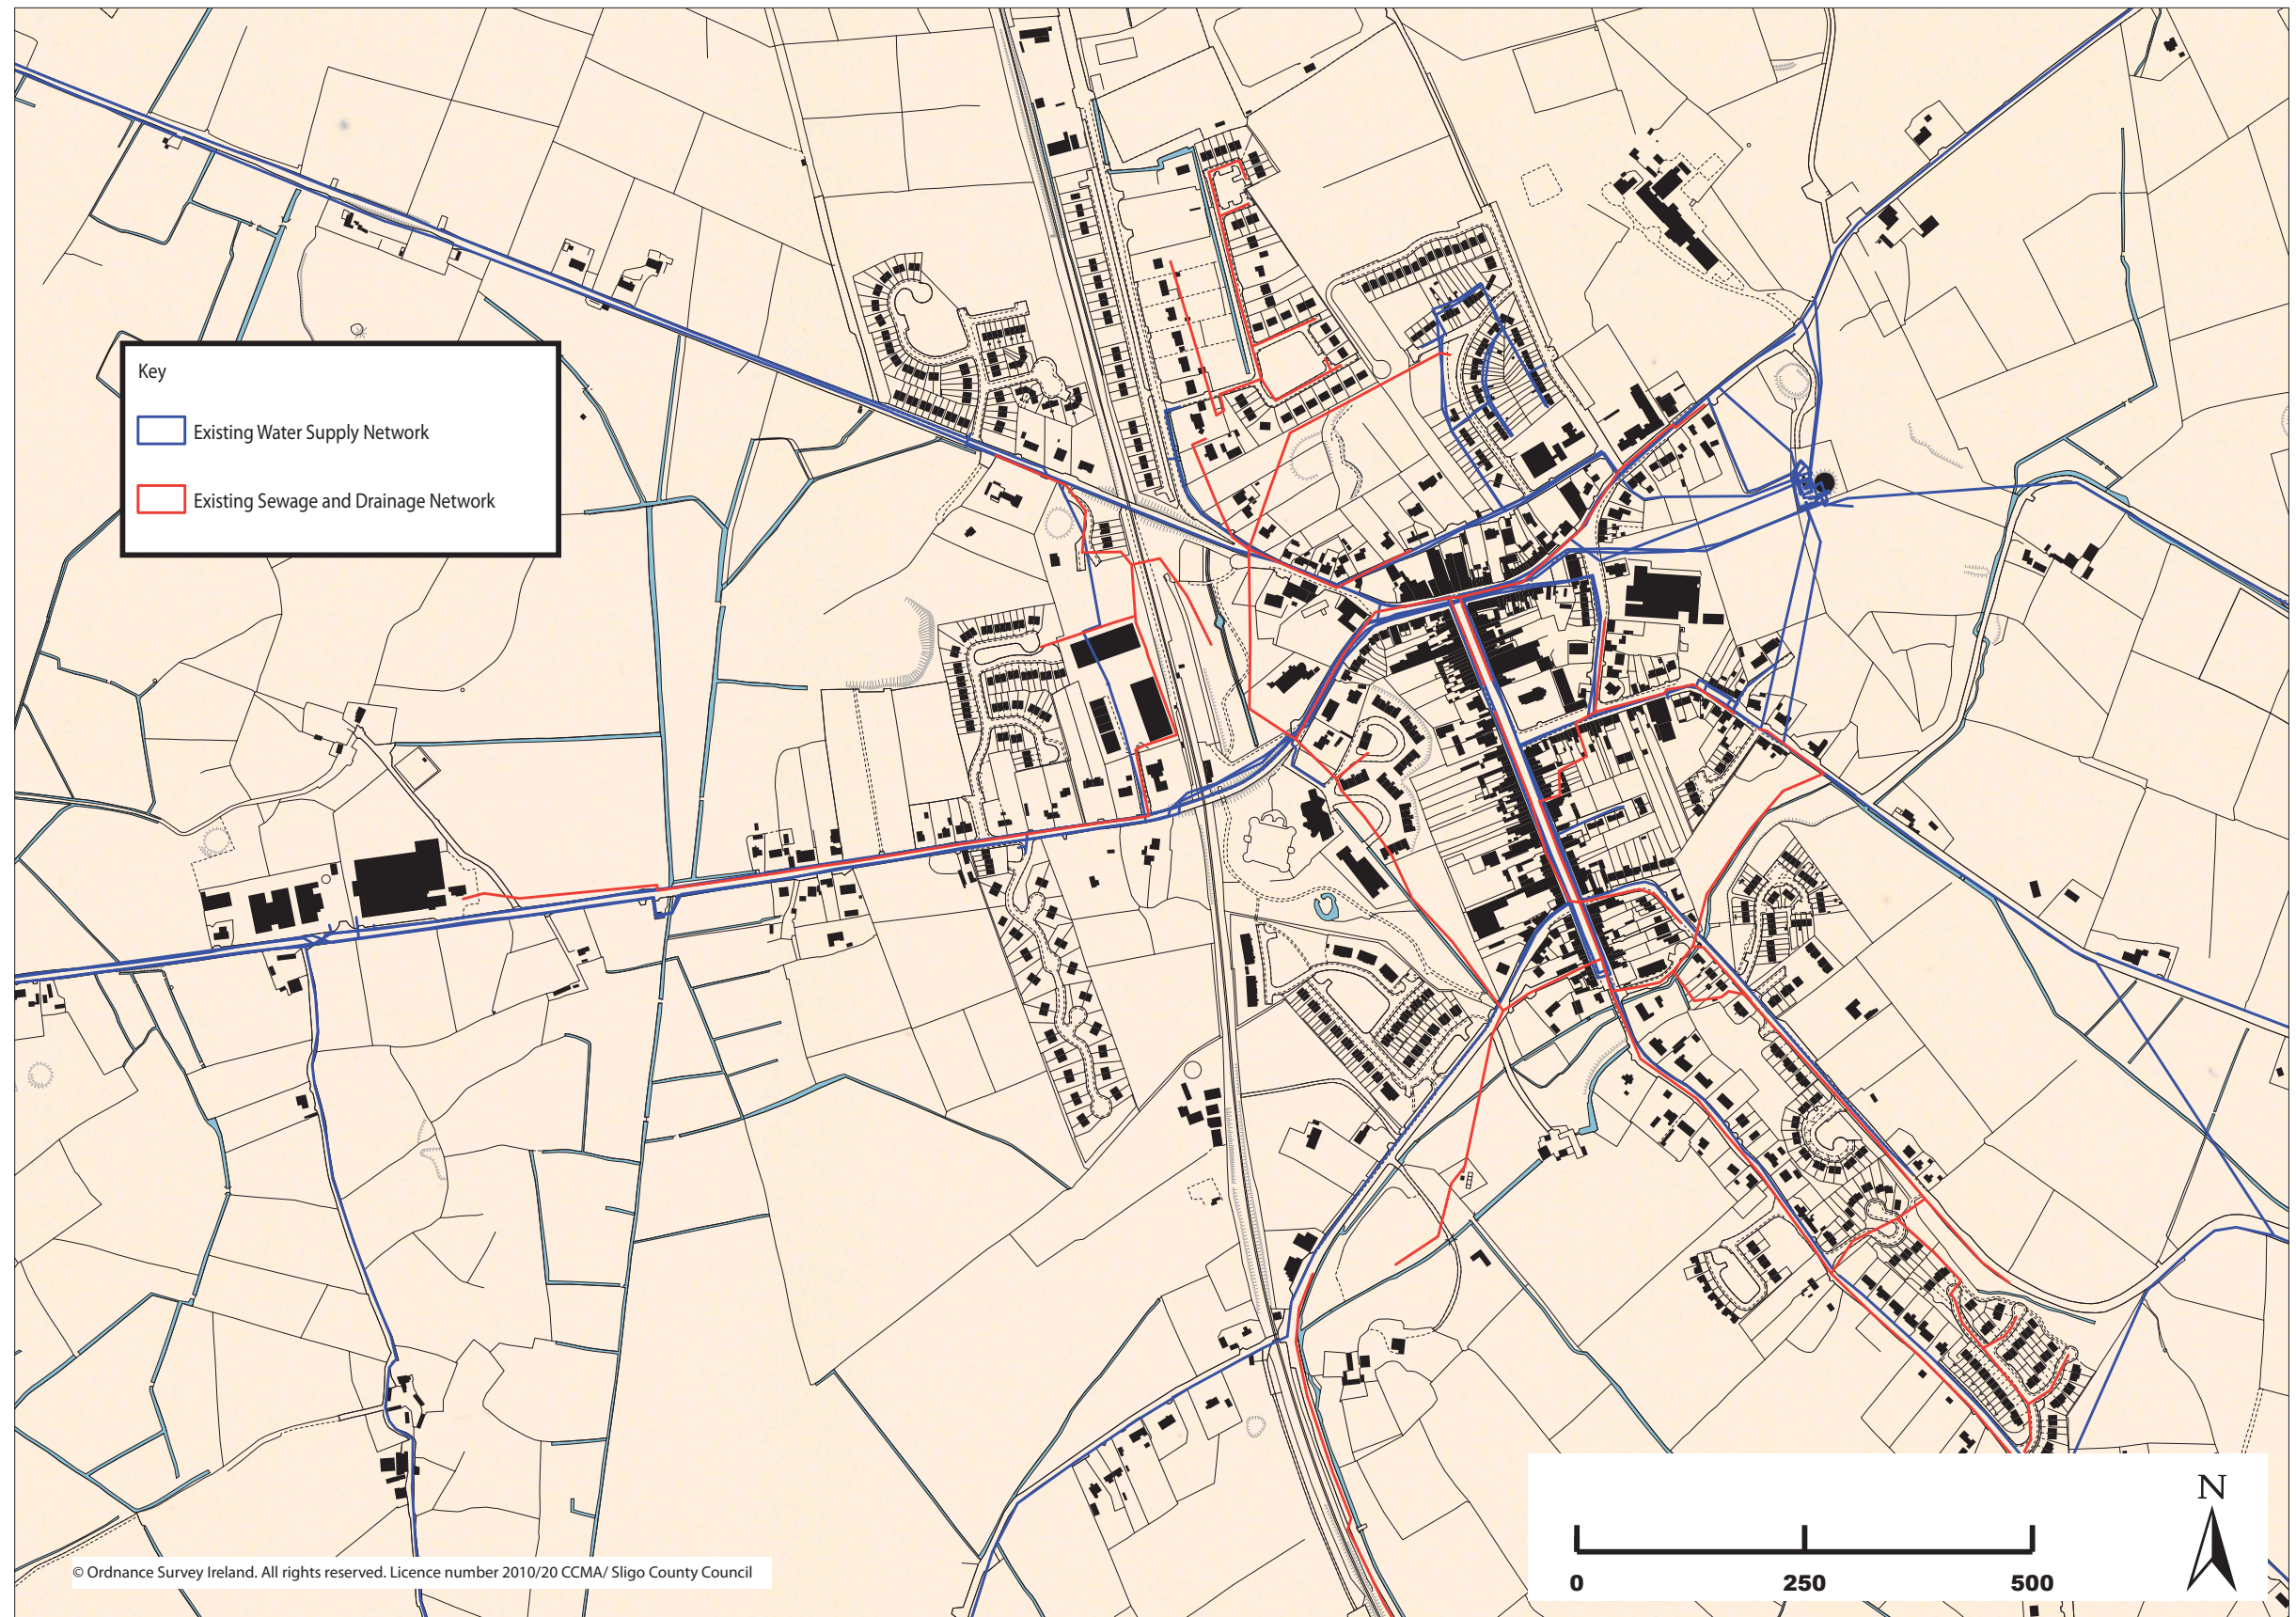 Key
Existing Water Supply Network
Existing Sewage and Drainage Network
N
0 250 500
© Ordnance Survey Ireland. All rights reserved. Licence number 2010/20 CCMA/ Sligo County Council